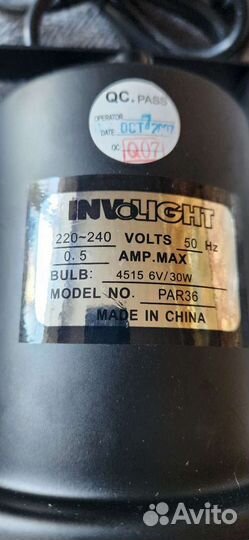 QC. PASS
OPERATOR 7
DATE OCT 2007
QC Q07
INVOLIGHT
220~240 VOLTS 50 Hz
0.5 AMP.MAX
BULB: 4515 6V/30W
MODEL NO. PAR36
MADE IN CHINA
Avito